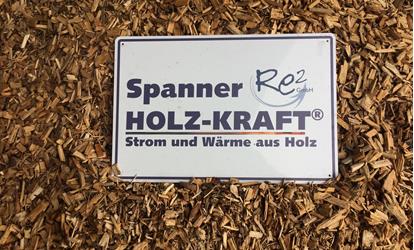 Spanner Re²
GmbH
HOLZ-KRAFT®
Strom und Wärme aus Holz